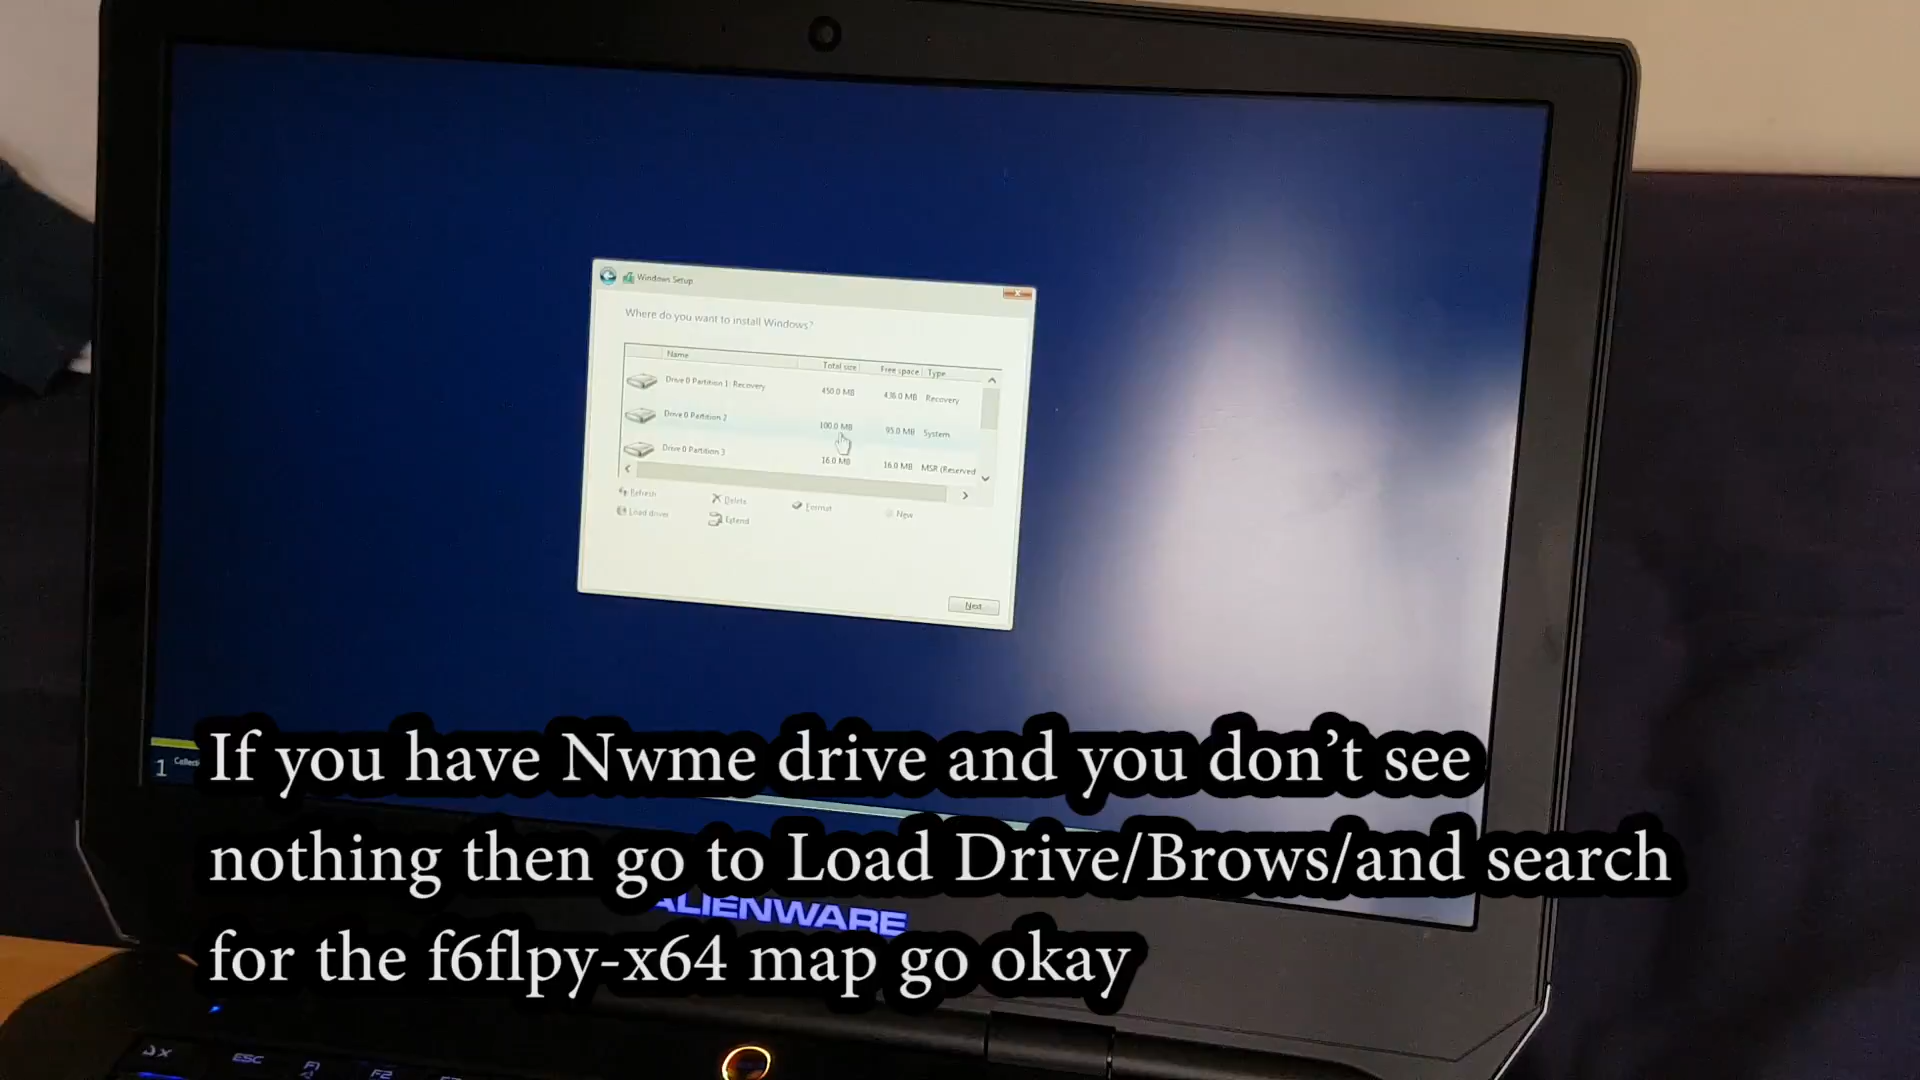 Windows Setup
Where do you want to install Windows?
Name Total size Free space Type
Drive 0 Partition 1: Recovery 450.0 MB 436.0 MB Recovery
Drive 0 Partition 2 100.0 MB 95.0 MB System
Drive 0 Partition 3 16.0 MB 16.0 MB MSR (Reserved
Refresh Delete Format New
Load driver Extend
Next
1 Collecti
If you have Nwme drive and you don’t see
nothing then go to Load Drive/Brows/and search
for the f6flpy-x64 map go okay
ALIENWARE
ESC F1 F2